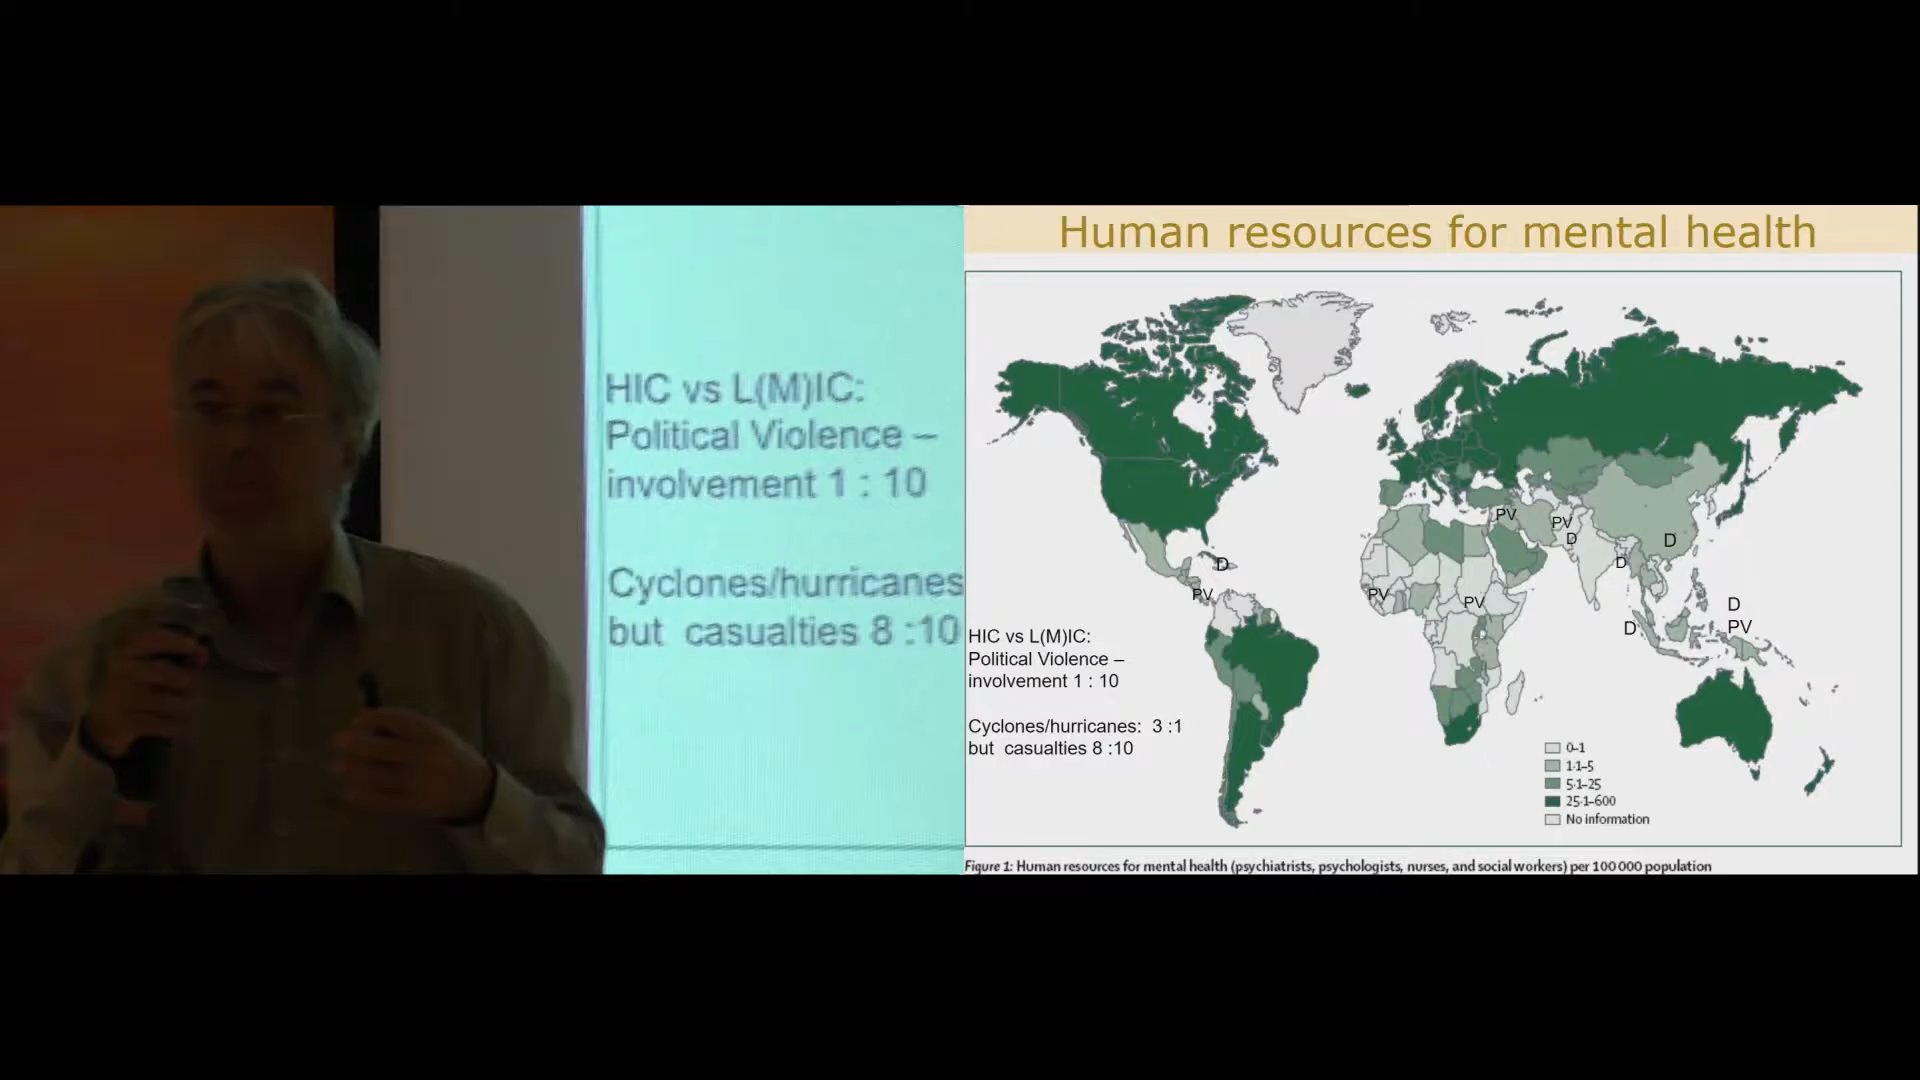 HIC vs L(M)IC:
Political Violence –
involvement 1 : 10
Cyclones/hurricanes
but casualties 8 :10
Human resources for mental health
PV
PV
D
D
D
D
PV
PV
PV
D
PV
D
HIC vs L(M)IC:
Political Violence –
involvement 1 : 10
Cyclones/hurricanes: 3 :1
but casualties 8 :10
0–1
1·1–5
5·1–25
25·1–600
No information
Figure 1: Human resources for mental health (psychiatrists, psychologists, nurses, and social workers) per 100 000 population